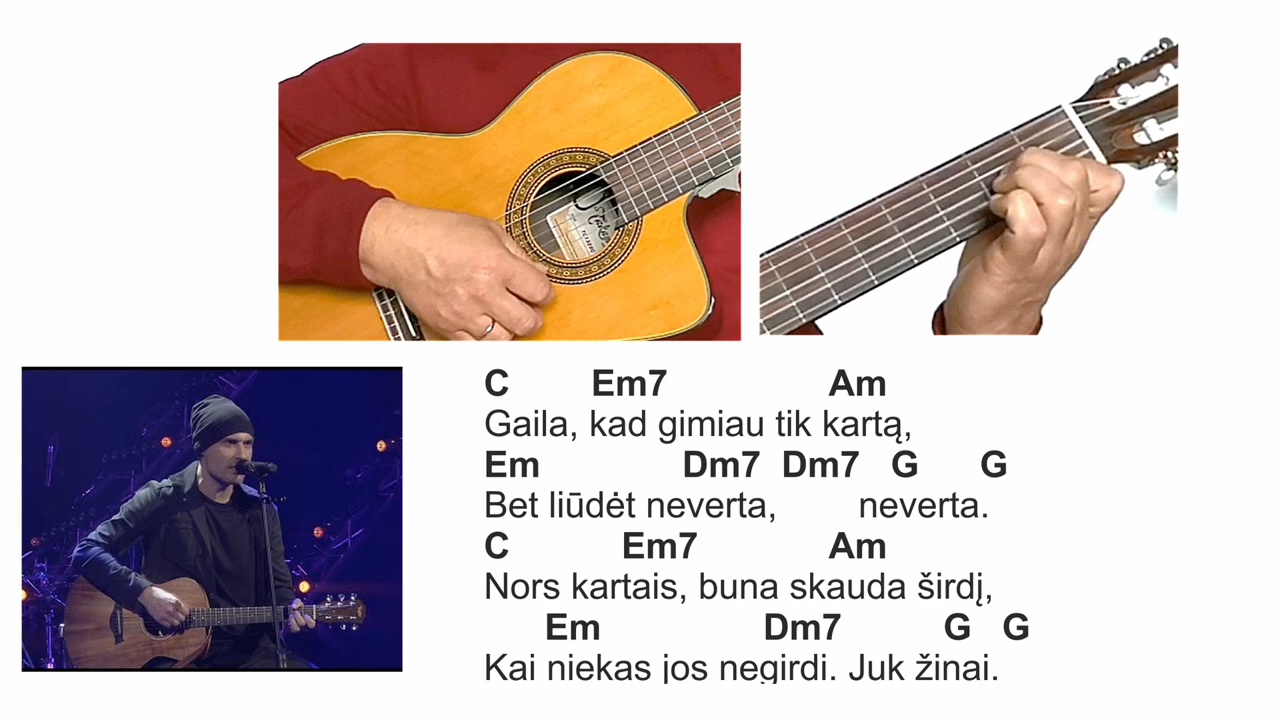 C Em7 Am
Gaila, kad gimiau tik kartą,
Em Dm7 Dm7 G G
Bet liūdėt neverta, neverta.
C Em7 Am
Nors kartais, buna skauda širdį,
Em Dm7 G G
Kai niekas jos negirdi. Juk žinai.